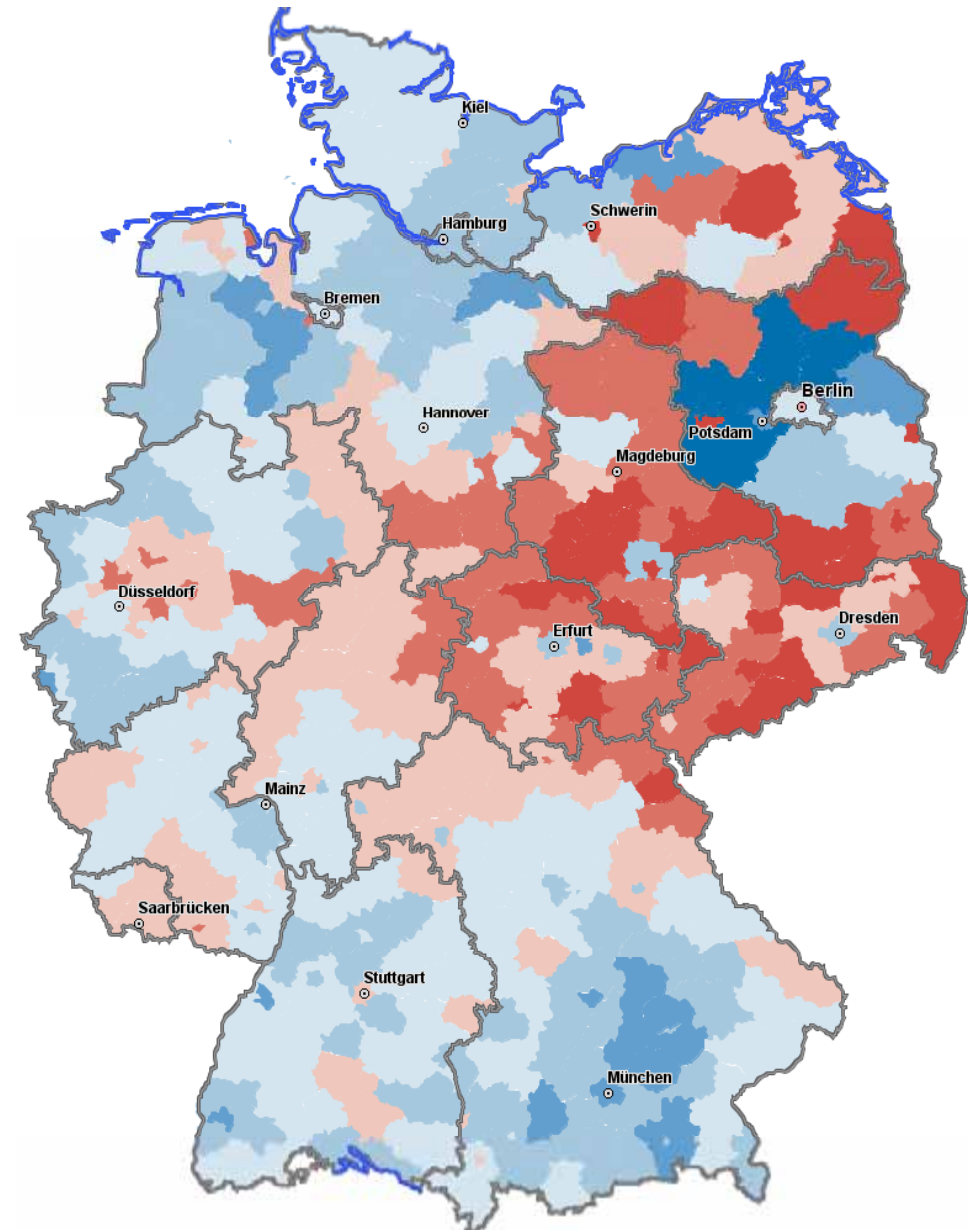 Kiel
Schwerin
Hamburg
Bremen
Berlin
Hannover
Potsdam
Magdeburg
Düsseldorf
Dresden
Erfurt
Mainz
Saarbrücken
Stuttgart
München